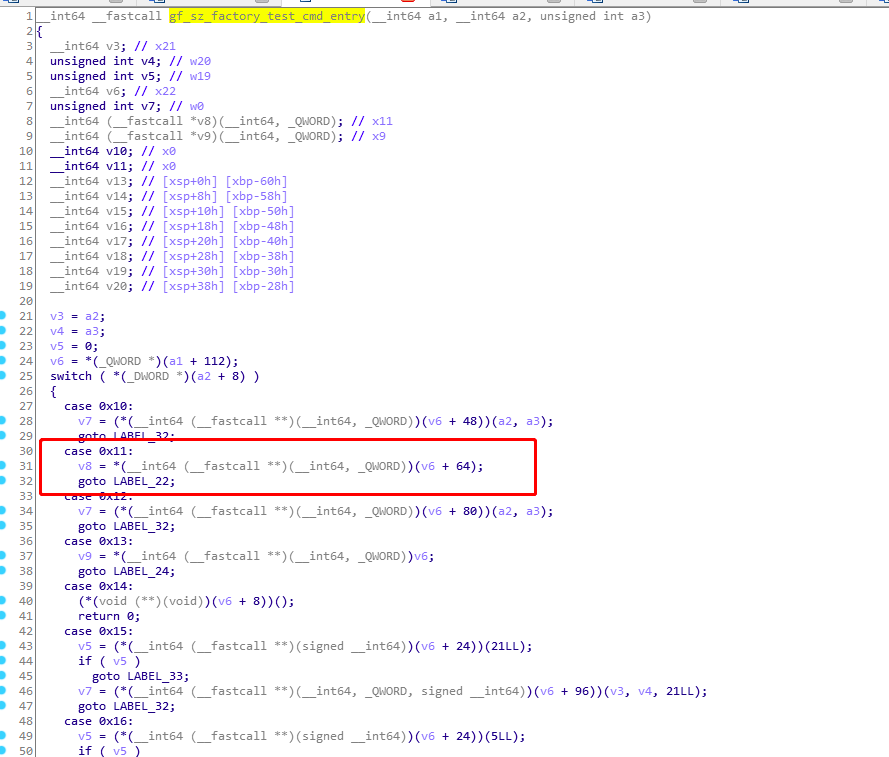 1 __int64 __fastcall gf_sz_factory_test_cmd_entry(__int64 a1, __int64 a2, unsigned int a3)
2 {
3 __int64 v3; // x21
4 unsigned int v4; // w20
5 unsigned int v5; // w19
6 __int64 v6; // x22
7 unsigned int v7; // w0
8 __int64 (__fastcall *v8)(__int64, _QWORD); // x11
9 __int64 (__fastcall *v9)(__int64, _QWORD); // x9
10 __int64 v10; // x0
11 __int64 v11; // x0
12 __int64 v13; // [xsp+0h] [xbp-60h]
13 __int64 v14; // [xsp+8h] [xbp-58h]
14 __int64 v15; // [xsp+10h] [xbp-50h]
15 __int64 v16; // [xsp+18h] [xbp-48h]
16 __int64 v17; // [xsp+20h] [xbp-40h]
17 __int64 v18; // [xsp+28h] [xbp-38h]
18 __int64 v19; // [xsp+30h] [xbp-30h]
19 __int64 v20; // [xsp+38h] [xbp-28h]
20
21 v3 = a2;
22 v4 = a3;
23 v5 = 0;
24 v6 = *(_QWORD *)(a1 + 112);
25 switch ( *(_DWORD *)(a2 + 8) )
26 {
27 case 0x10:
28 v7 = (*(__int64 (__fastcall **)(__int64, _QWORD))(v6 + 48))(a2, a3);
29 goto LABEL_32;
30 case 0x11:
31 v8 = *(__int64 (__fastcall **)(__int64, _QWORD))(v6 + 64);
32 goto LABEL_22;
33 case 0x12:
34 v7 = (*(__int64 (__fastcall **)(__int64, _QWORD))(v6 + 80))(a2, a3);
35 goto LABEL_32;
36 case 0x13:
37 v9 = *(__int64 (__fastcall **)(__int64, _QWORD))v6;
38 goto LABEL_24;
39 case 0x14:
40 (*(void (**)(void))(v6 + 8))();
41 return 0;
42 case 0x15:
43 v5 = (*(__int64 (__fastcall **)(signed __int64))(v6 + 24))(21LL);
44 if ( v5 )
45 goto LABEL_33;
46 v7 = (*(__int64 (__fastcall **)(__int64, _QWORD, signed __int64))(v6 + 96))(v3, v4, 21LL);
47 goto LABEL_32;
48 case 0x16:
49 v5 = (*(__int64 (__fastcall **)(signed __int64))(v6 + 24))(5LL);
50 if ( v5 )